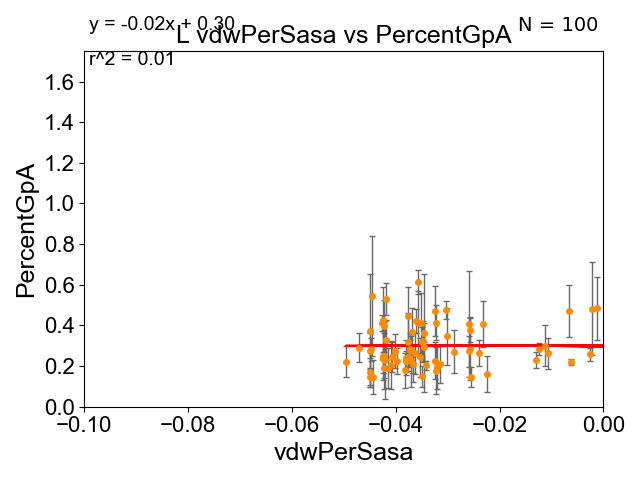 y = -0.02x + 0.30
L vdwPerSasa vs PercentGpA
N = 100
r^2 = 0.01
PercentGpA
1.6
1.4
1.2
1.0
0.8
0.6
0.4
0.2
0.0
−0.10
−0.08
−0.06
−0.04
−0.02
0.00
vdwPerSasa